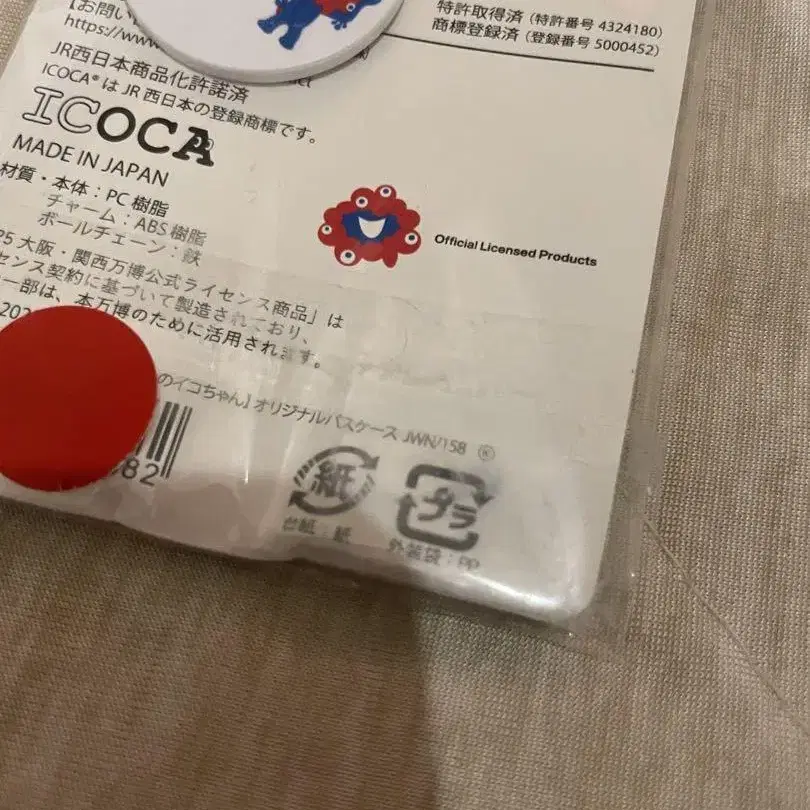 【お問い
特許取得済(特許番号 4324180)
https://www
商標登録済(登録番号 5000452)
JR西日本商品化許諾済
ICOCA®は JR 西日本の登録商標です。
ICOCA
MADE IN JAPAN
材質・本体:PC樹脂
チャーム:ABS樹脂
ボールチェーン:鉄
Official Licensed Products
大阪・関西万博公式ライセンス商品」は
センス契約に基づいて製造されており、
一部は、本万博のために活用されます。
のイコちゃん】オリジナルパスケース JWN/158 ®
82
紙
プラ
台紙:紙
外装袋:PP